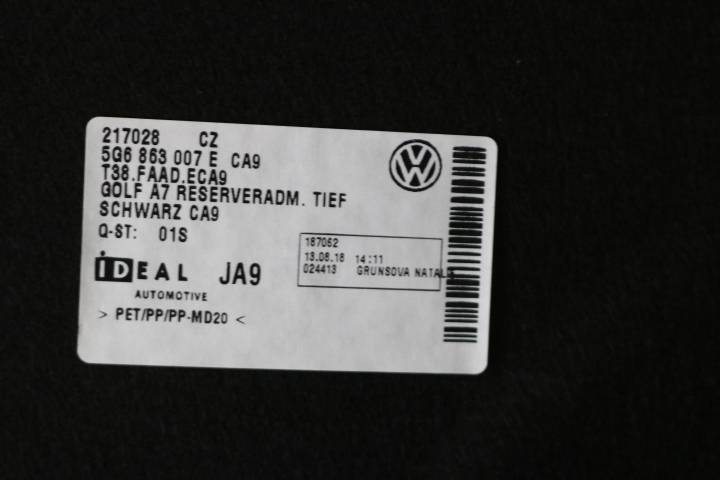 217028 CZ
5G6 863 007 E CA9
T38.FAAD.ECA9
GOLF A7 RESERVERADM. TIEF
SCHWARZ CA9
Q-ST: 01S
187062
13.08.18 14:11
024413 GRUNSOVA
IDEAL JA9
AUTOMOTIVE
> PET/PP/PP-MD20 <